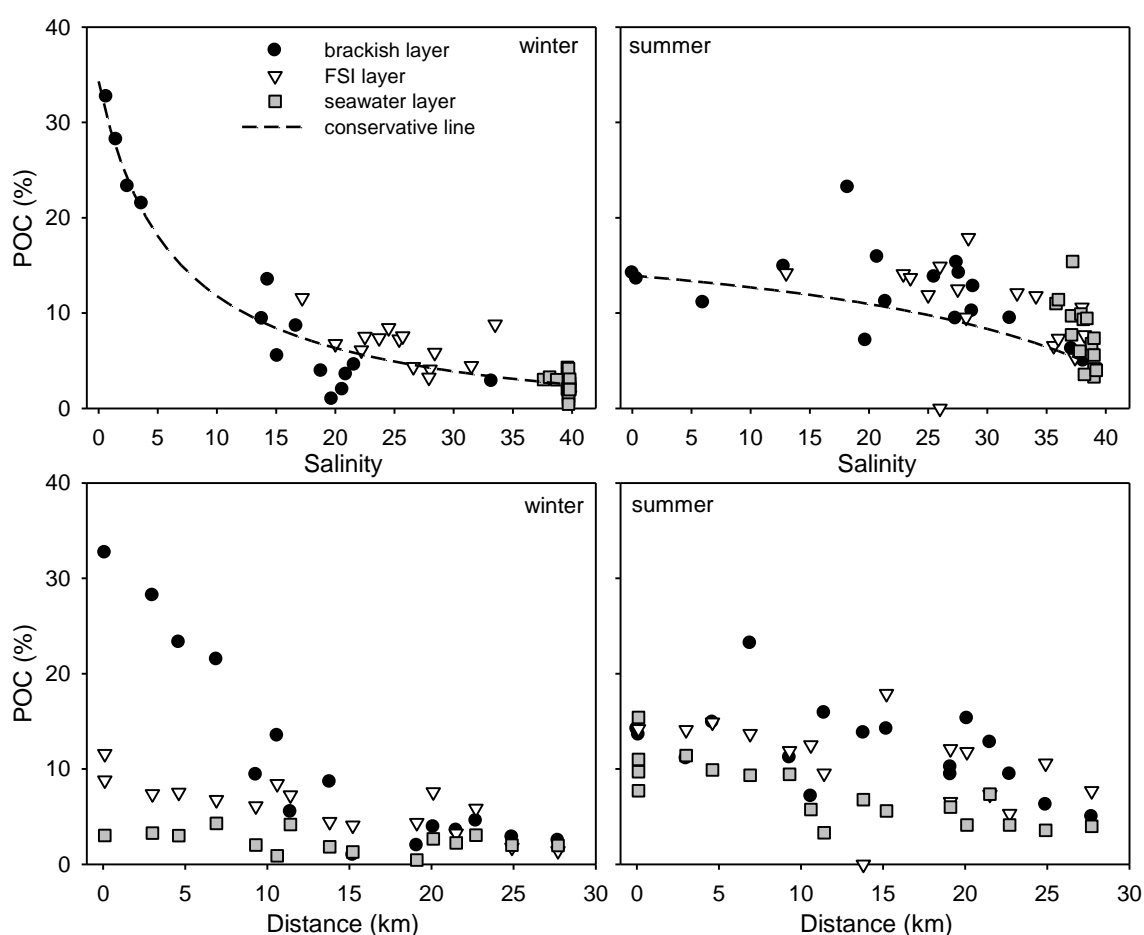 40
30
20
10
0
POC (%)
winter
brackish layer
FSI layer
seawater layer
conservative line
0 5 10 15 20 25 30 35 40
Salinity
summer
0 5 10 15 20 25 30 35 40
Salinity
40
30
20
10
0
POC (%)
winter
0 5 10 15 20 25 30
Distance (km)
summer
0 5 10 15 20 25 30
Distance (km)